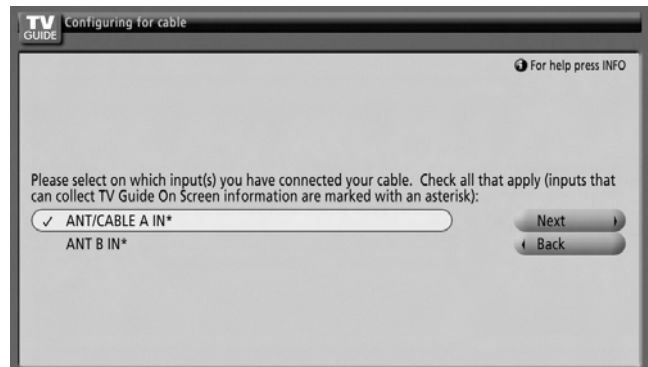 TV
GUIDE
Configuring for cable
For help press INFO
Please select on which input(s) you have connected your cable. Check all that apply (inputs that
can collect TV Guide On Screen information are marked with an asterisk):
✓ ANT/CABLE A IN*
Next
ANT B IN*
Back